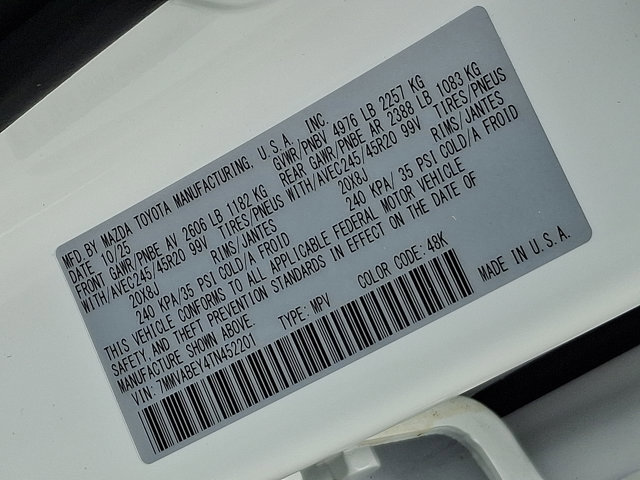 MFD. BY MAZDA TOYOTA MANUFACTURING, U.S.A., INC.
DATE 10/25 GVWR/PNBV 4976 LB 2257 KG
FRONT GAWR/PNBE AV 2606 LB 1182 KG REAR GAWR/PNBE AR 2388 LB 1083 KG
WITH/AVEC245/45R20 99V TIRES/PNEUS WITH/AVEC245/45R20 99V TIRES/PNEUS
20X8J RIMS/JANTES 20X8J RIMS/JANTES
240 KPA/ 35 PSI COLD/A FROID 240 KPA/ 35 PSI COLD/A FROID
THIS VEHICLE CONFORMS TO ALL APPLICABLE FEDERAL MOTOR VEHICLE
SAFETY, AND THEFT PREVENTION STANDARDS IN EFFECT ON THE DATE OF
MANUFACTURE SHOWN ABOVE.
VIN: 7MMVABEY4TN452201 TYPE: MPV COLOR CODE: 48K
MADE IN U.S.A.